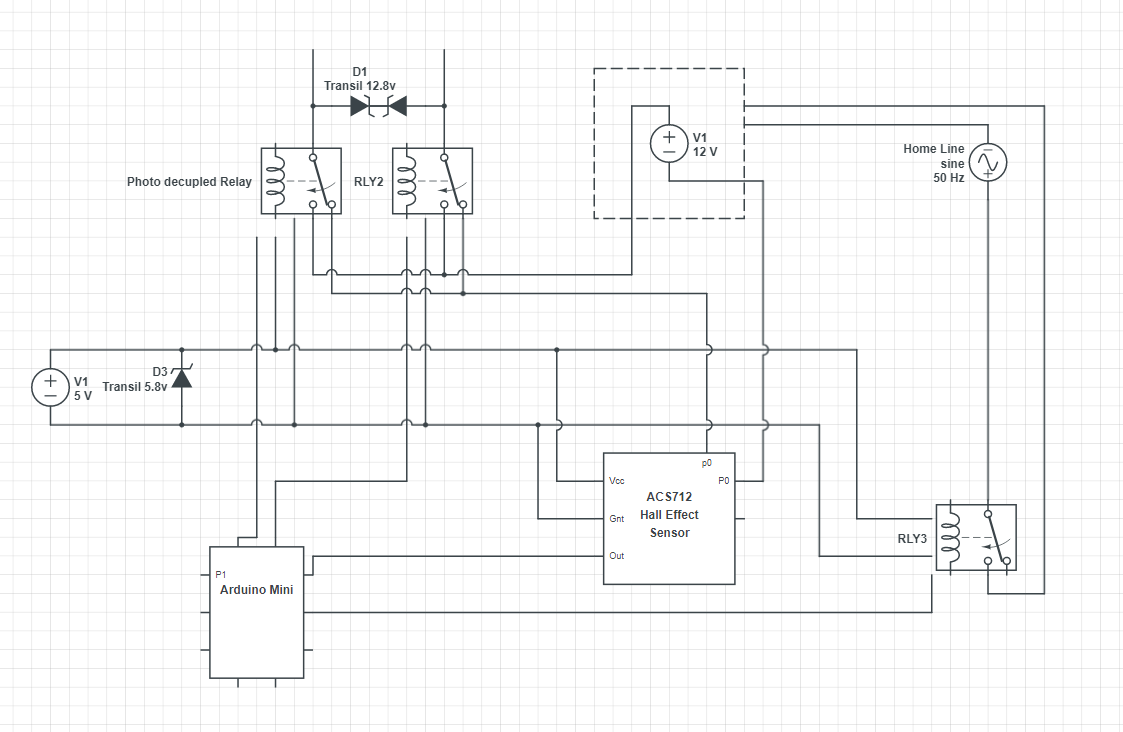 D1
Transil 12.8v
Photo decupled Relay
RLY2
V1
12 V
Home Line
sine
50 Hz
V1
5 V
D3
Transil 5.8v
p0
Vcc
P0
ACS712
Hall Effect
Sensor
Gnt
Out
RLY3
P1
Arduino Mini